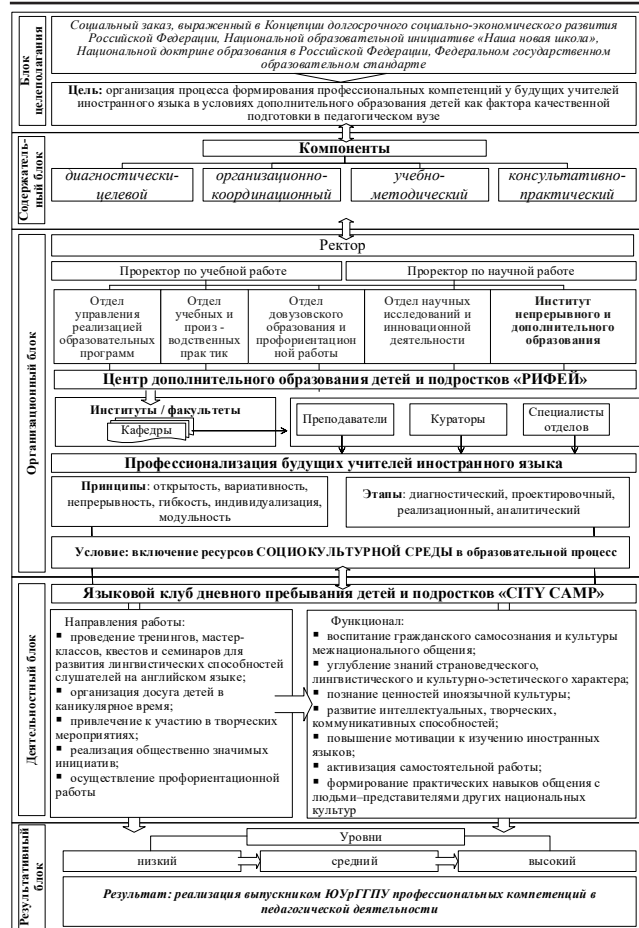 Блок
целеполагания
Социальный заказ, выраженный в Концепции долгосрочного социально-экономического развития
Российской Федерации, Национальной образовательной инициативе «Наша новая школа»,
Национальной доктрине образования в Российской Федерации, Федеральном государственном
образовательном стандарте
Цель: организация процесса формирования профессиональных компетенций у будущих учителей
иностранного языка в условиях дополнительного образования детей как фактора качественной
подготовки в педагогическом вузе
Содержатель-
ный блок
Компоненты
диагностически-
целевой
организационно-
координационный
учебно-
методический
консультативно-
практический
Организационный блок
Ректор
Проректор по учебной работе
Проректор по научной работе
Отдел
управления
реализацией
образовательных
программ
Отдел
учебных и
произ -
водственных
прак тик
Отдел
довузовского
образования и
профориентацион
ной работы
Отдел научных
исследований и
инновационной
деятельности
Институт
непрерывного и
дополнительного
образования
Центр дополнительного образования детей и подростков «РИФЕЙ»
Институты / факультеты
Кафедры
Преподаватели
Кураторы
Специалисты
отделов
Профессионализация будущих учителей иностранного языка
Принципы: открытость, вариативность,
непрерывность, гибкость, индивидуализация,
модульность
Этапы: диагностический, проектировочный,
реализационный, аналитический
Условие: включение ресурсов СОЦИОКУЛЬТУРНОЙ СРЕДЫ в образовательной процесс
Деятельностный блок
Языковой клуб дневного пребывания детей и подростков «CITY CAMP»
Направления работы:
▪ проведение тренингов, мастер-
классов, квестов и семинаров для
развития лингвистических способностей
слушателей на английском языке;
▪ организация досуга детей в
каникулярное время;
▪ привлечение к участию в творческих
мероприятиях;
▪ реализация общественно значимых
инициатив;
▪ осуществление профориентационной
работы
Функционал:
▪ воспитание гражданского самосознания и культуры
межнационального общения;
▪ углубление знаний страноведческого,
лингвистического и культурно-эстетического характера;
▪ познание ценностей иноязычной культуры;
▪ развитие интеллектуальных, творческих,
коммуникативных способностей;
▪ повышение мотивации к изучению иностранных
языков;
▪ активизация самостоятельной работы;
▪ формирование практических навыков общения с
людьми–представителями других национальных
культур
Результативный
блок
Уровни
низкий
средний
высокий
Результат: реализация выпускником ЮУрГГПУ профессиональных компетенций в
педагогической деятельности